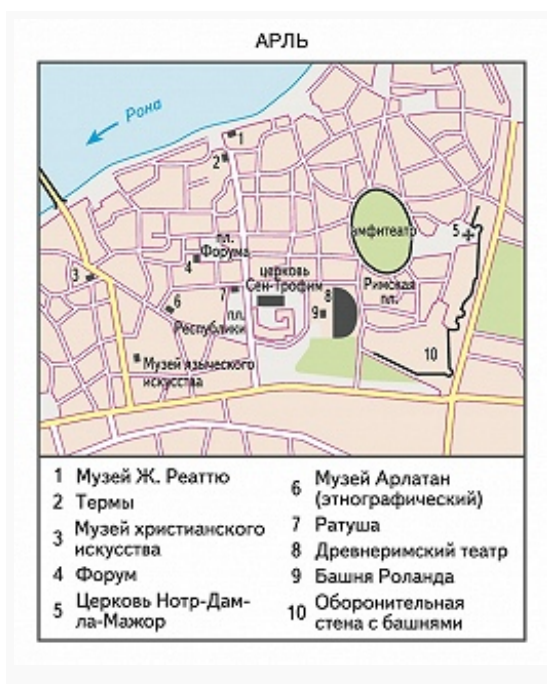 АРЛЬ
Рона
1
2
амфитеатр
5
пл.
Форума
4
церковь
Сен-Трофим
Римская
пл.
3
7
8
9
6
пл.
Республики
10
Музей языческого
искусства
1 Музей Ж. Реаттю
2 Термы
3 Музей христианского
искусства
4 Форум
5 Церковь Нотр-Дам-
ла-Мажор
6 Музей Арлатан
(этнографический)
7 Ратуша
8 Древнеримский театр
9 Башня Роланда
10 Оборонительная
стена с башнями